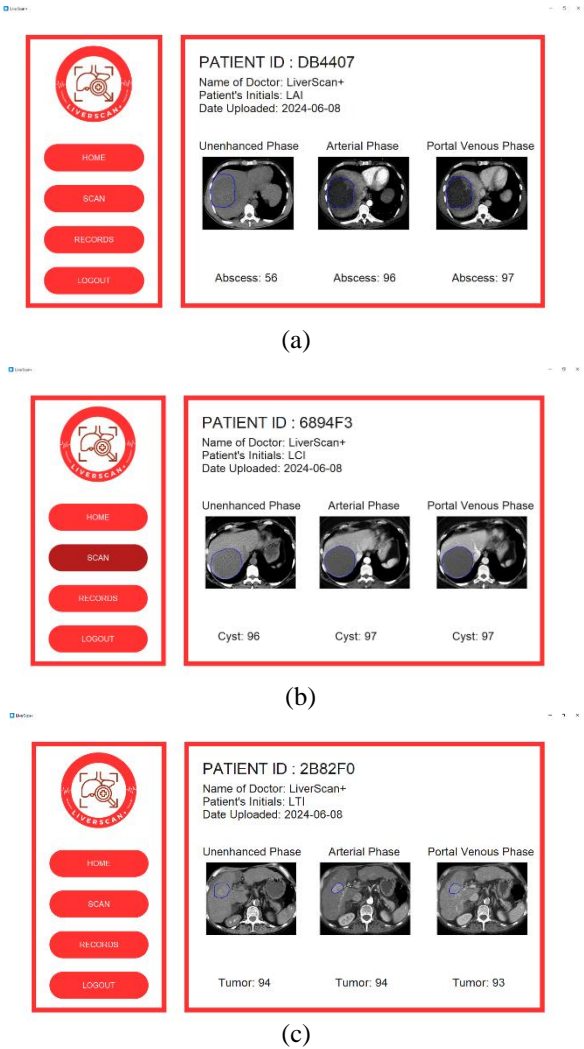 LiverScan+
PATIENT ID : DB4407
Name of Doctor: LiverScan+
Patient's Initials: LAI
Date Uploaded: 2024-06-08
LIVERSCAN+
HOME
SCAN
RECORDS
LOGOUT
Unenhanced Phase Arterial Phase Portal Venous Phase
Abscess: 56 Abscess: 96 Abscess: 97
(a)
LiverScan+
PATIENT ID : 6894F3
Name of Doctor: LiverScan+
Patient's Initials: LCI
Date Uploaded: 2024-06-08
LIVERSCAN+
HOME
SCAN
RECORDS
LOGOUT
Unenhanced Phase Arterial Phase Portal Venous Phase
Cyst: 96 Cyst: 97 Cyst: 97
(b)
LiverScan+
PATIENT ID : 2B82F0
Name of Doctor: LiverScan+
Patient's Initials: LTI
Date Uploaded: 2024-06-08
LIVERSCAN+
HOME
SCAN
RECORDS
LOGOUT
Unenhanced Phase Arterial Phase Portal Venous Phase
Tumor: 94 Tumor: 94 Tumor: 93
(c)